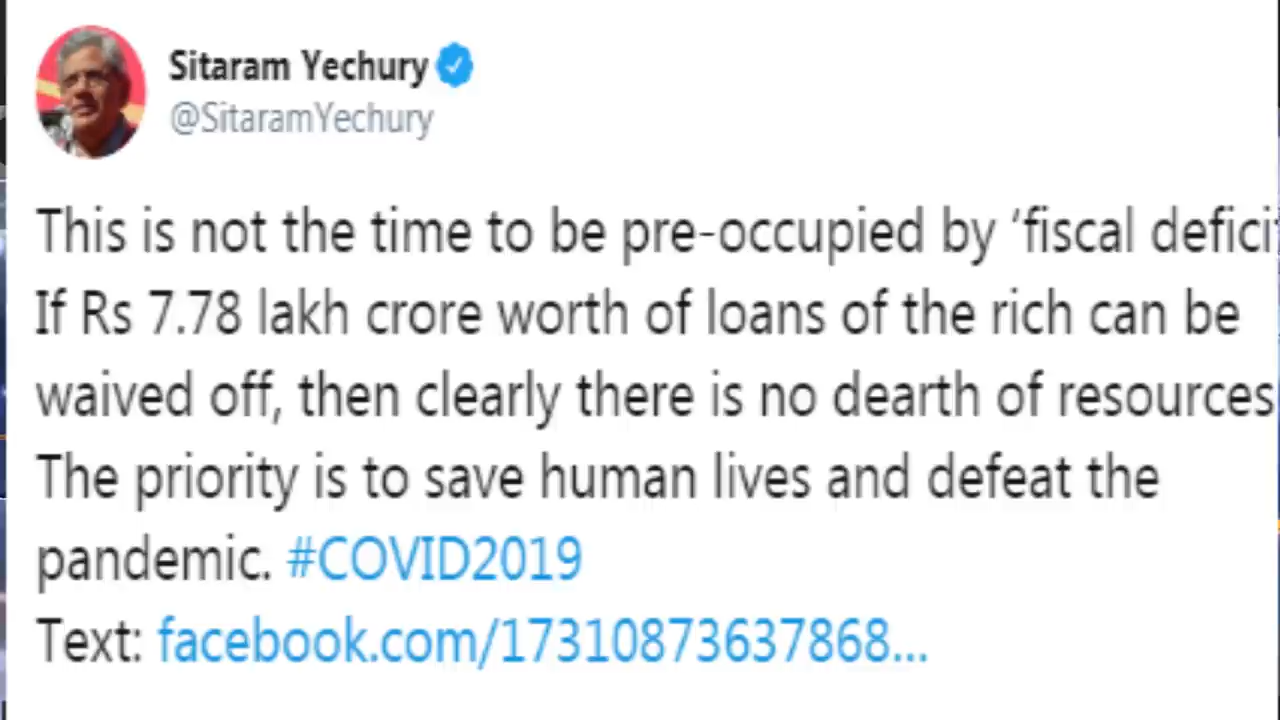 Sitaram Yechury
@SitaramYechury
This is not the time to be pre-occupied by ‘fiscal defici
If Rs 7.78 lakh crore worth of loans of the rich can be
waived off, then clearly there is no dearth of resources
The priority is to save human lives and defeat the
pandemic. #COVID2019
Text: facebook.com/17310873637868...